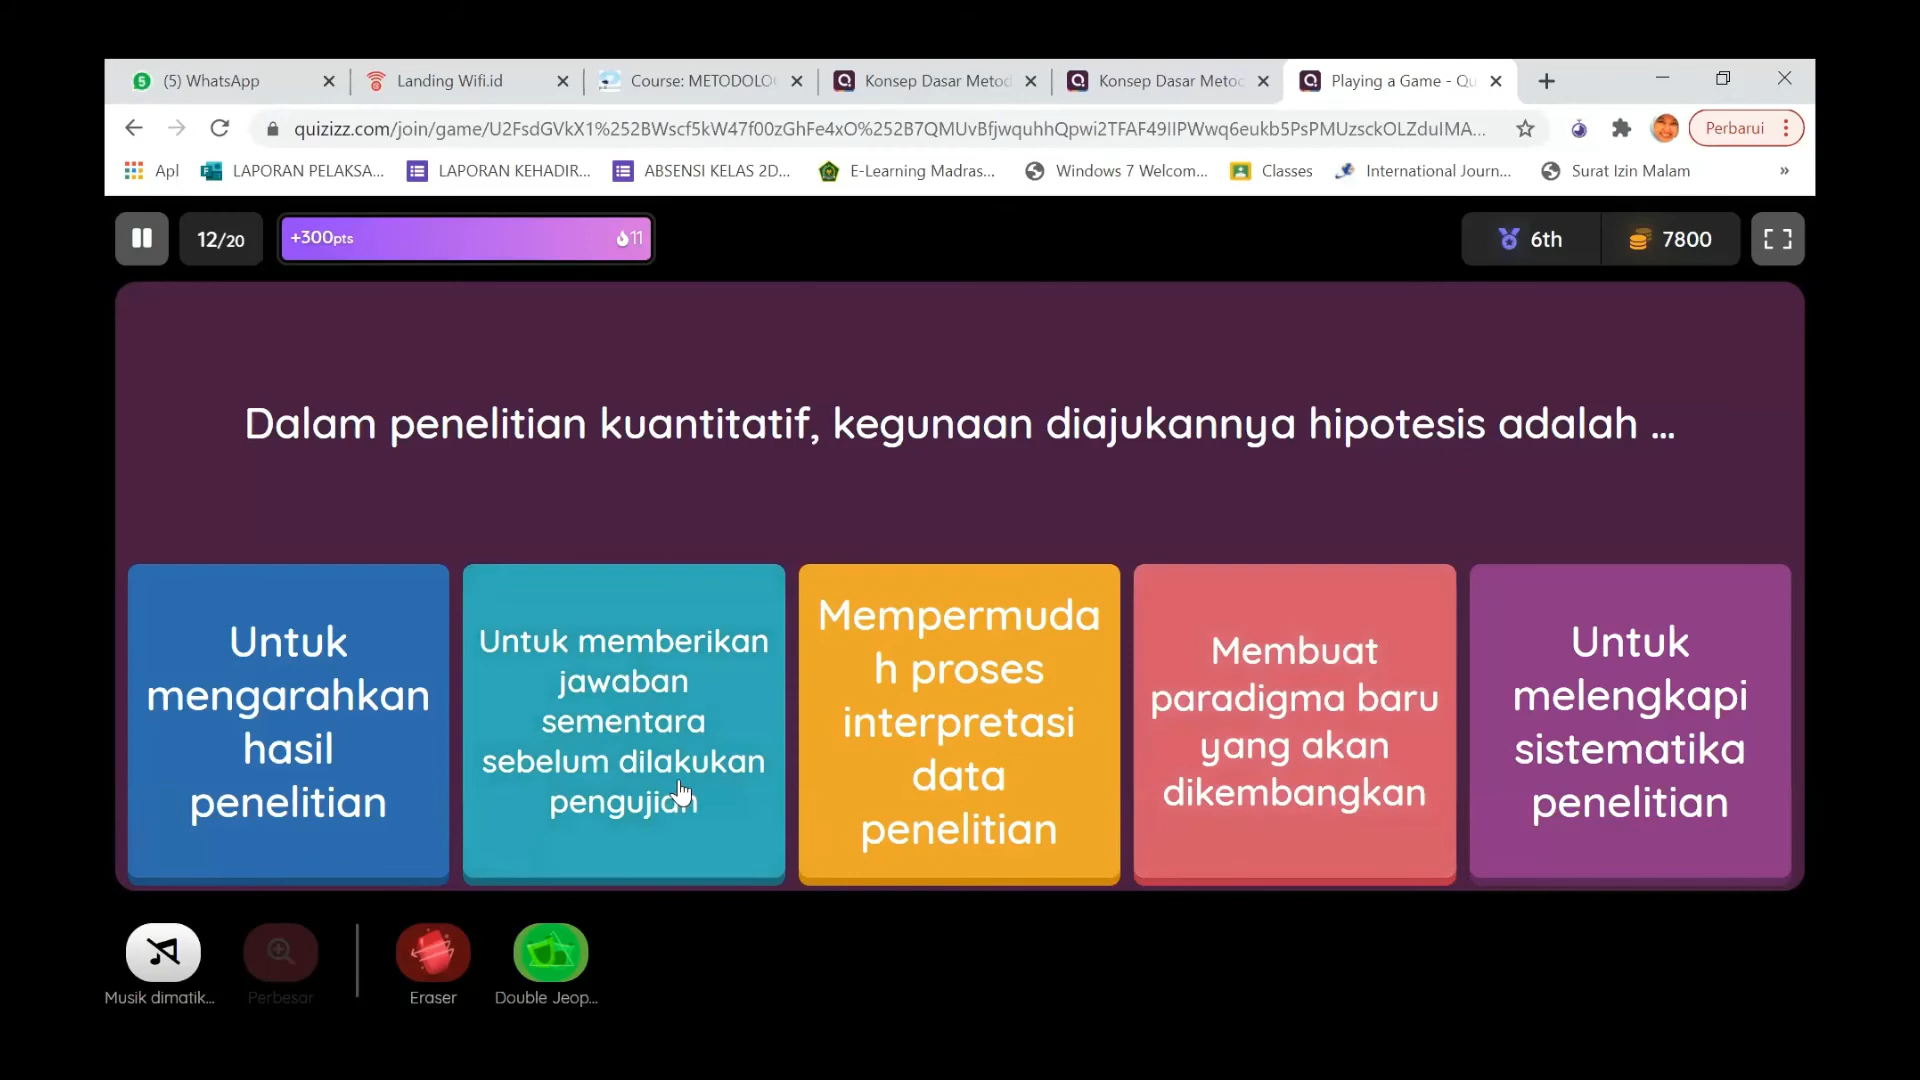 (5) WhatsApp
Landing Wifi.id
Course: METODOLO
Konsep Dasar Metod
Konsep Dasar Metod
Playing a Game - Qu
quizizz.com/join/game/U2FsdGVkX1%252BWscf5kW47f00zGhFe4xO%252B7QMUvBfjwquhhQpwi2TFAF49IIPWwq6eukb5PsPMUzsckOLZduIMA...
Perbarui
Apl
LAPORAN PELAKSA...
LAPORAN KEHADIR...
ABSENSI KELAS 2D...
E-Learning Madras...
Windows 7 Welcom...
Classes
International Journ...
Surat Izin Malam
»
12/20
+300pts
11
6th
7800
Dalam penelitian kuantitatif, kegunaan diajukannya hipotesis adalah ...
Untuk
mengarahkan
hasil
penelitian
Untuk memberikan
jawaban
sementara
sebelum dilakukan
pengujian
Mempermuda
h proses
interpretasi
data
penelitian
Membuat
paradigma baru
yang akan
dikembangkan
Untuk
melengkapi
sistematika
penelitian
Musik dimatik...
Perbesar
Eraser
Double Jeop...